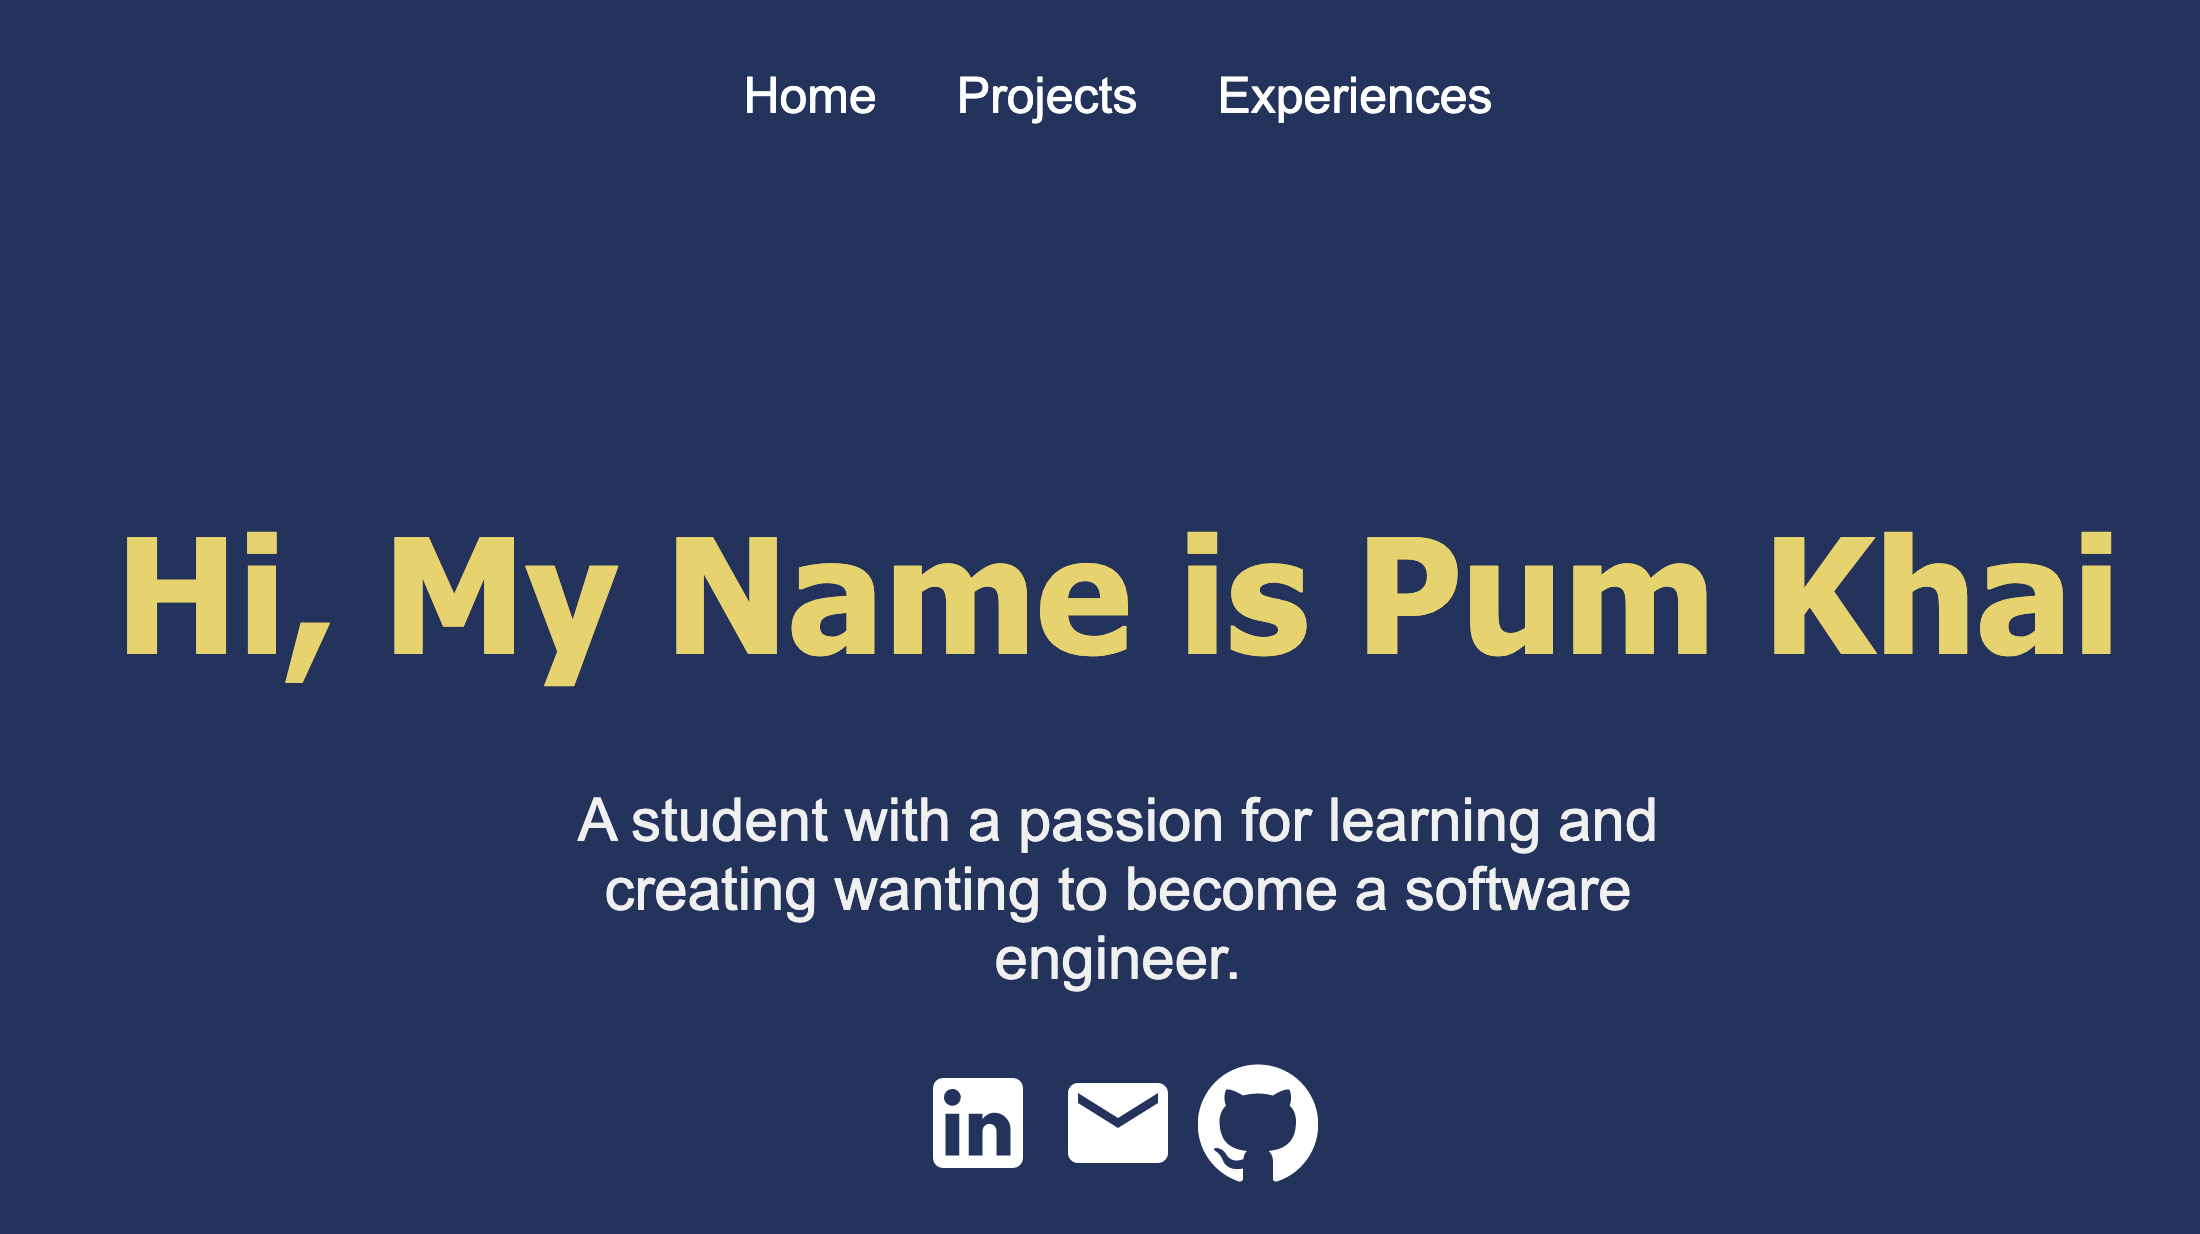 Home Projects Experiences
Hi, My Name is Pum Khai
A student with a passion for learning and
creating wanting to become a software
engineer.
in